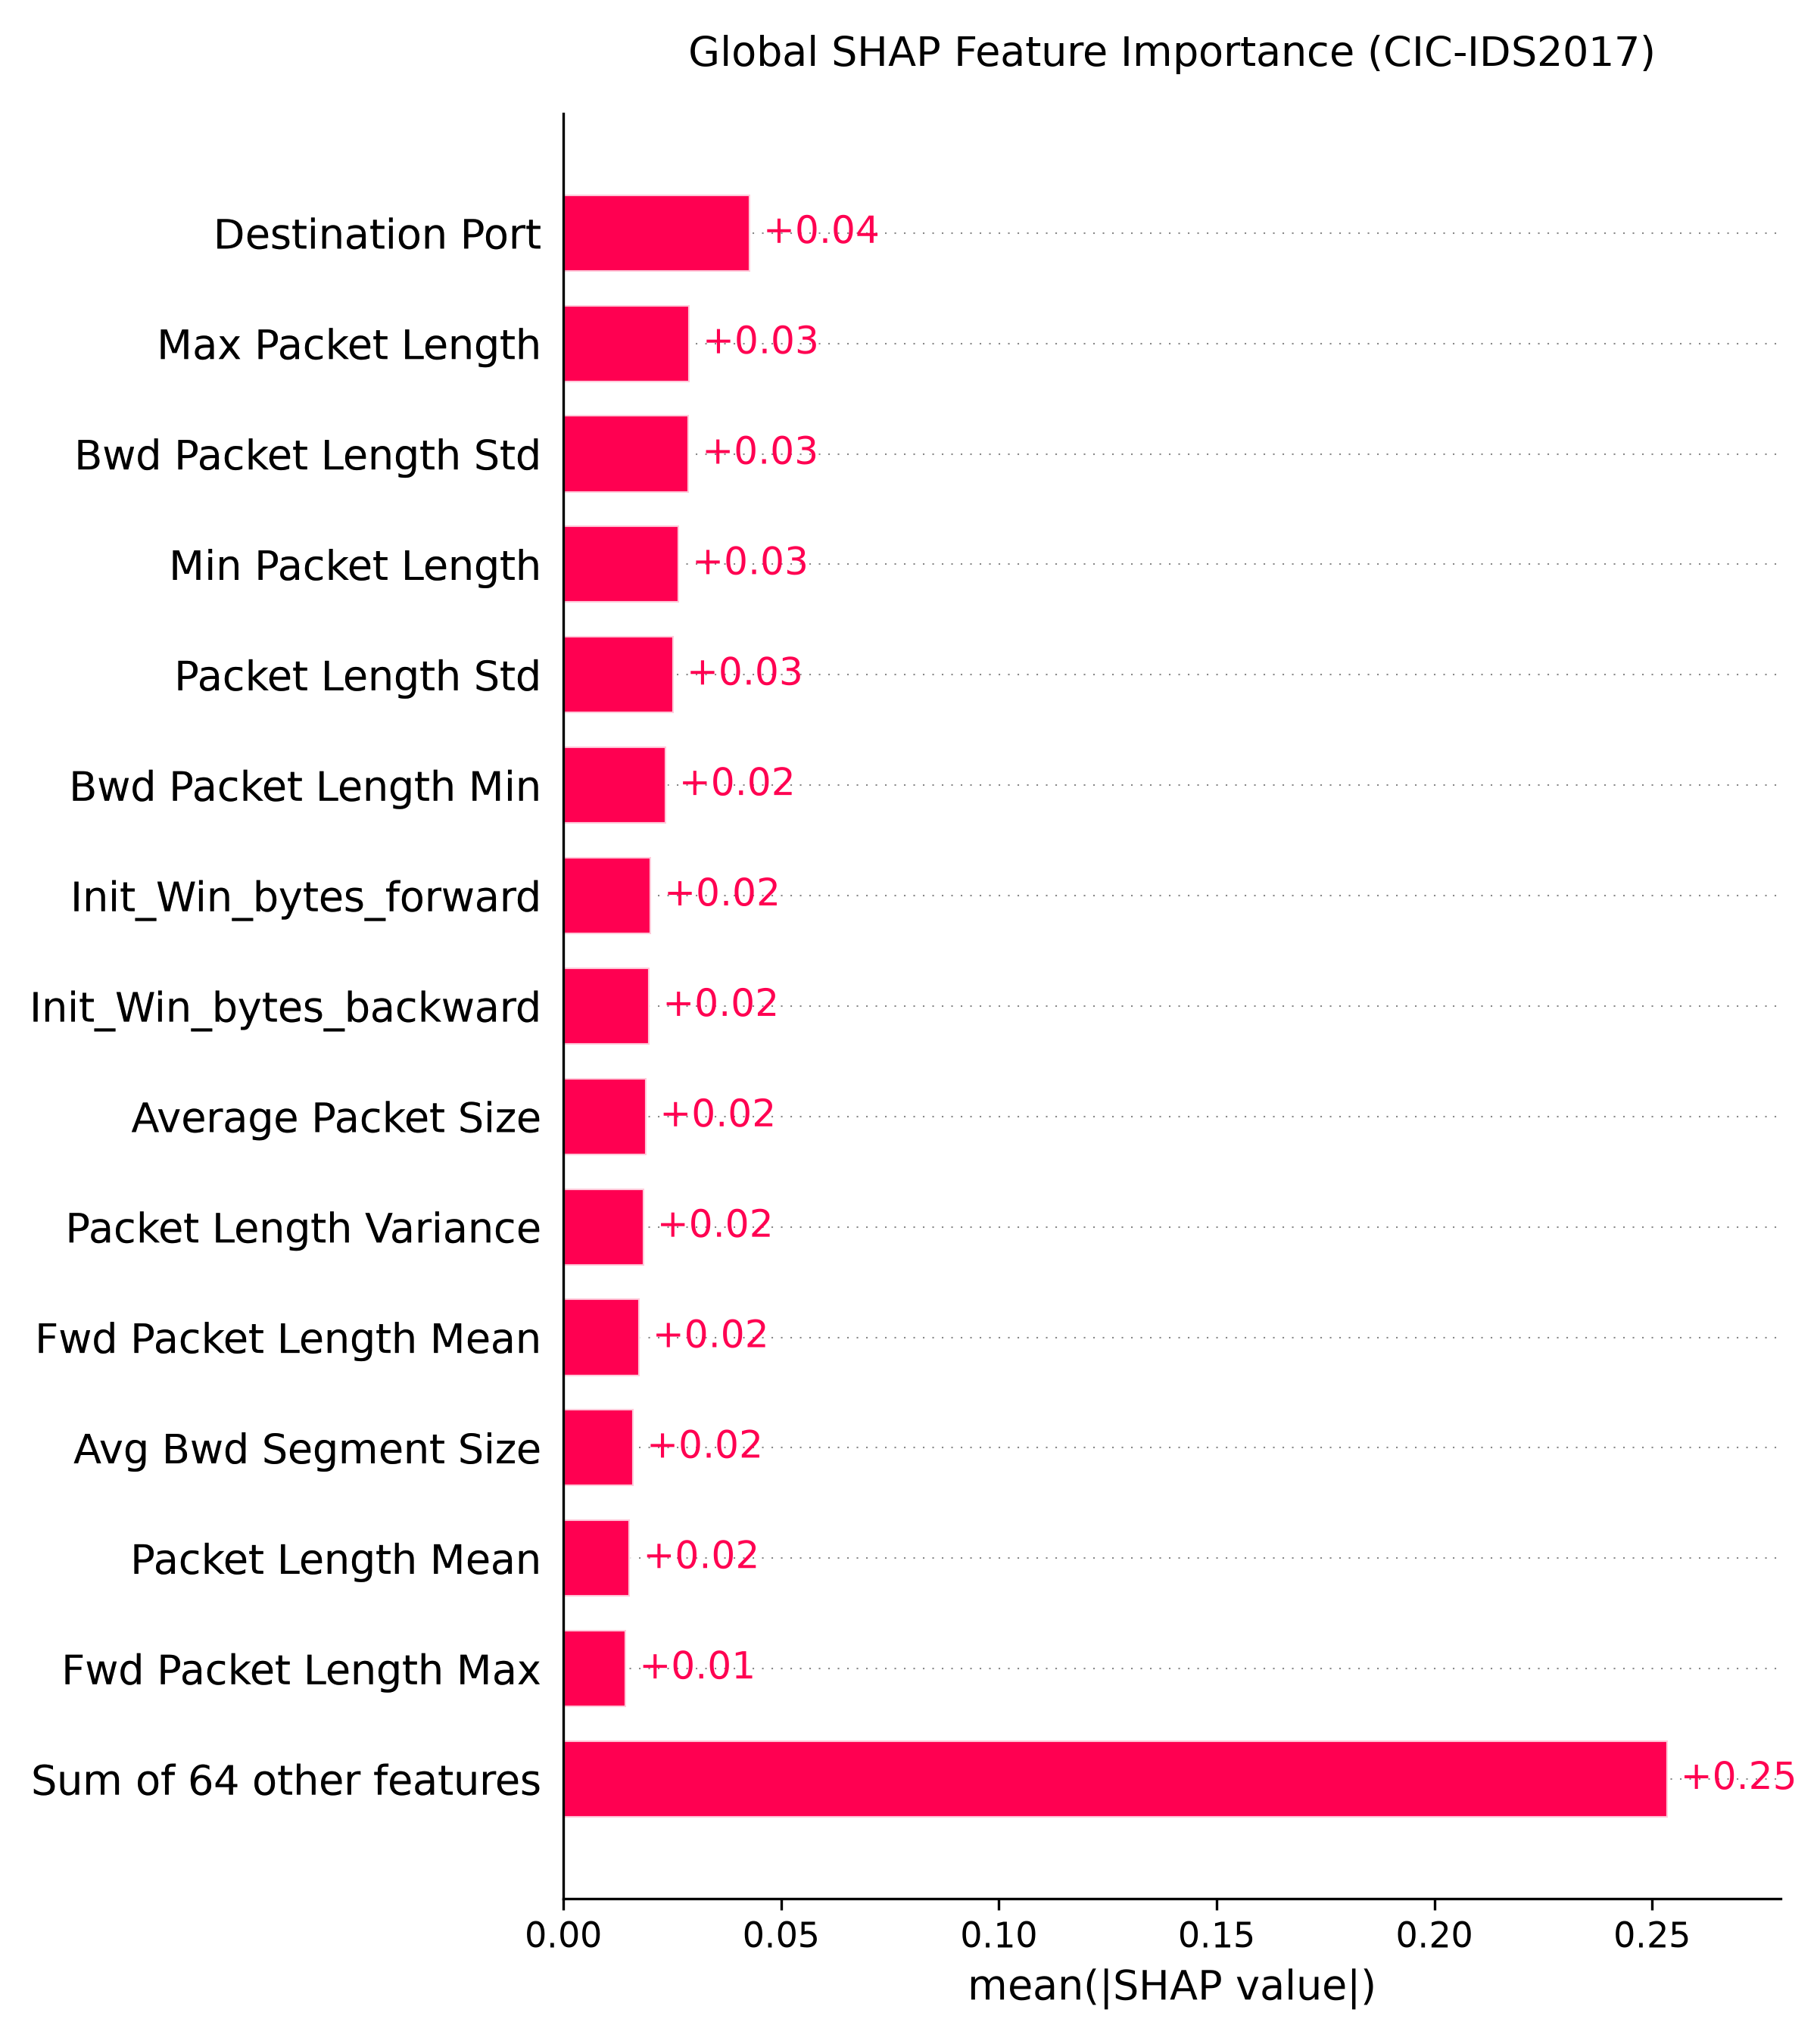 Global SHAP Feature Importance (CIC-IDS2017)
Destination Port +0.04
Max Packet Length +0.03
Bwd Packet Length Std +0.03
Min Packet Length +0.03
Packet Length Std +0.03
Bwd Packet Length Min +0.02
Init_Win_bytes_forward +0.02
Init_Win_bytes_backward +0.02
Average Packet Size +0.02
Packet Length Variance +0.02
Fwd Packet Length Mean +0.02
Avg Bwd Segment Size +0.02
Packet Length Mean +0.02
Fwd Packet Length Max +0.01
Sum of 64 other features +0.25
0.00 0.05 0.10 0.15 0.20 0.25
mean(|SHAP value|)